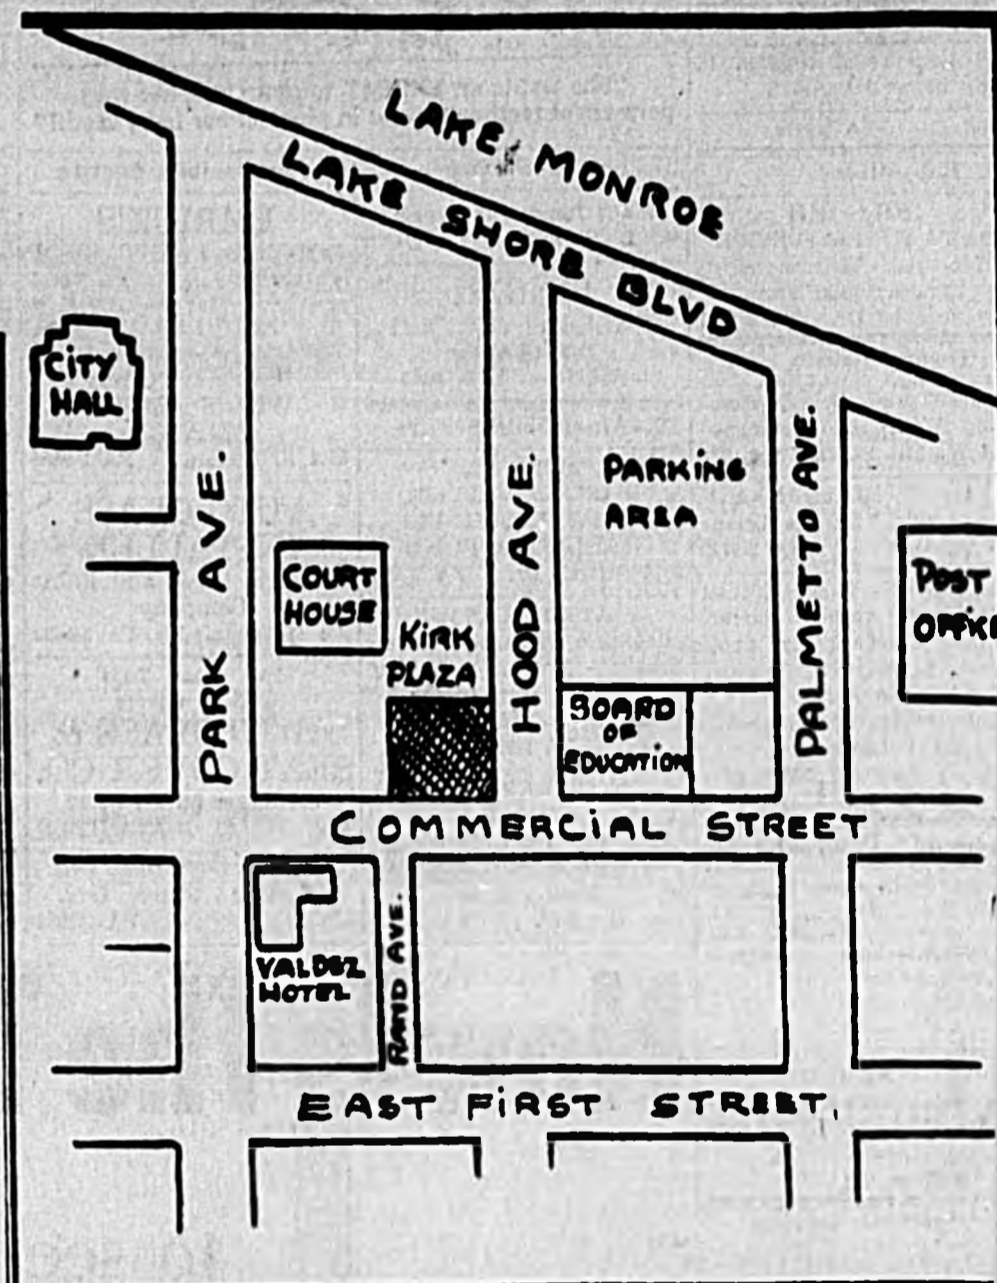 LAKE MONROE
LAKE SHORE BLVD
CiTY
HALL
PARK AVE.
COURT
HOUSE
KiRK
PLAZA
HOOD AVE.
PARKiNG
AREA
PALMETTO AVE.
POST
OFFiCE
BOARD
OF
EDUCATiON
COMMERCiAL STREET
VALDEZ
HOTEL
RAND AVE.
EAST FiRST STREET.